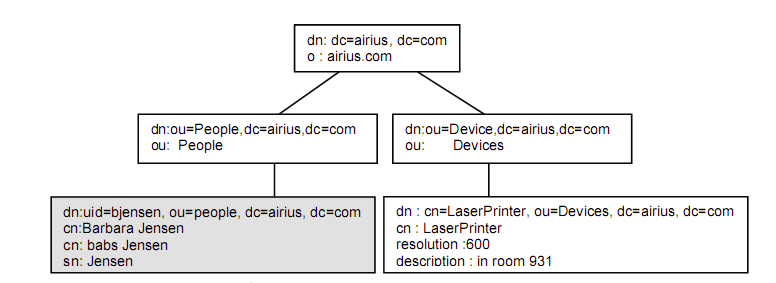 dn: dc=airius, dc=com
o : airius.com
dn:ou=People,dc=airius,dc=com
ou: People
dn:ou=Device,dc=airius,dc=com
ou: Devices
dn:uid=bjensen, ou=people, dc=airius, dc=com
cn:Barbara Jensen
cn: babs Jensen
sn: Jensen
dn : cn=LaserPrinter, ou=Devices, dc=airius, dc=com
cn : LaserPrinter
resolution :600
description : in room 931